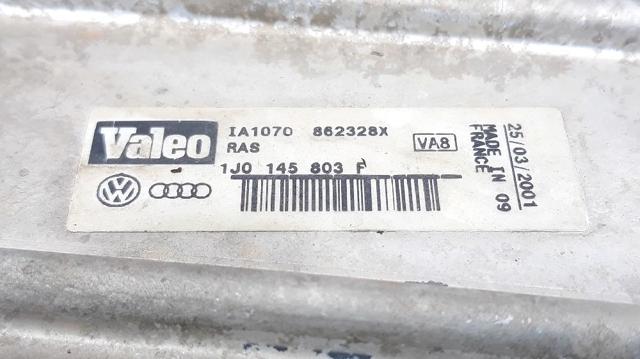 Valeo
IA1070 862328X
RAS
VA8
1J0 145 803 F
25/03/2001
MADE IN 09
FRANCE